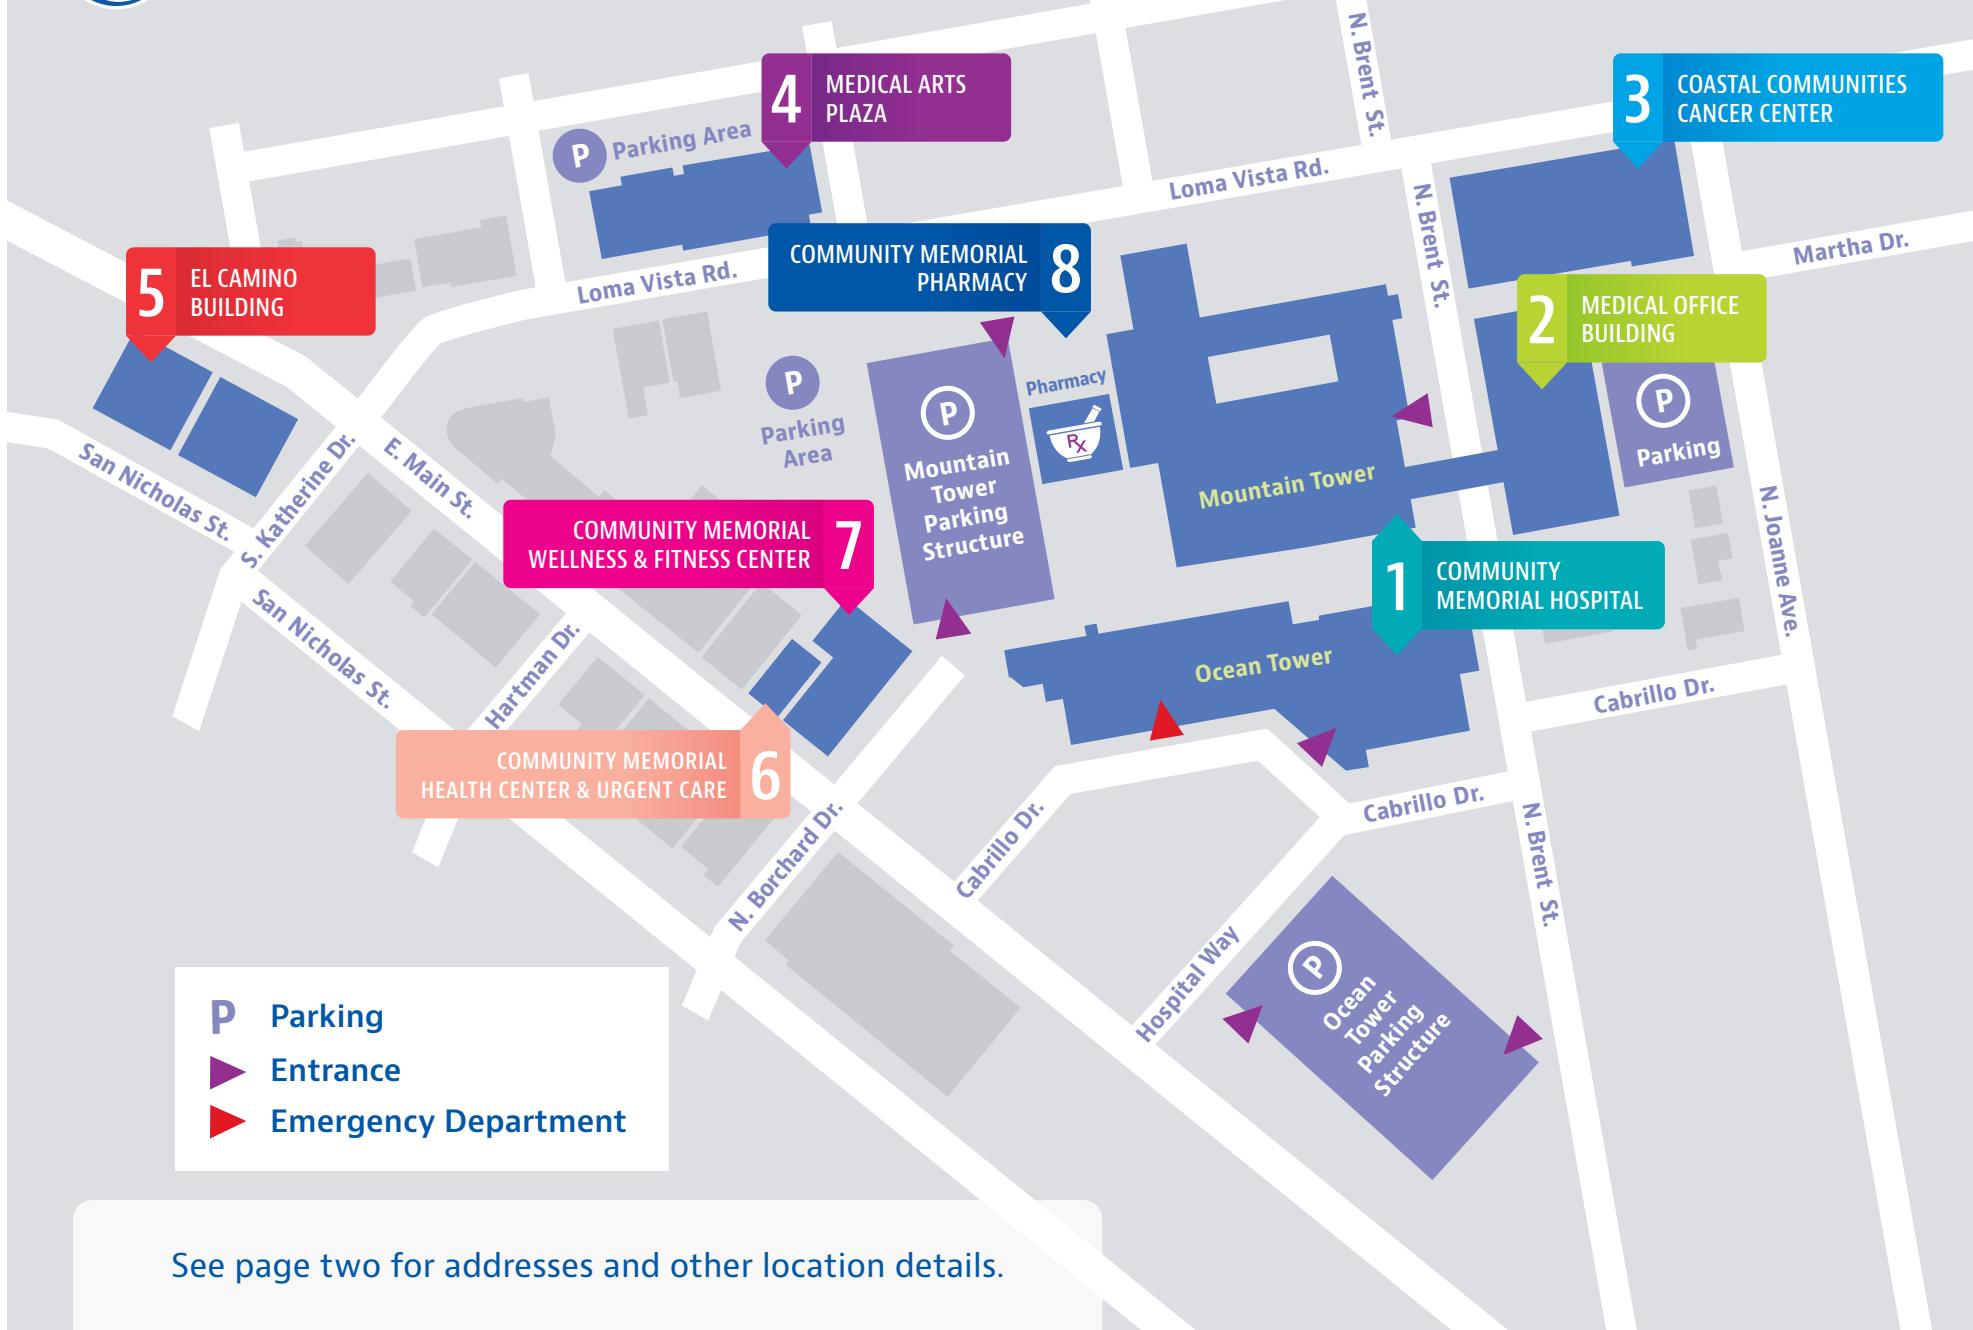 N. Brent St.
4
MEDICAL ARTS
PLAZA
3
COASTAL COMMUNITIES
CANCER CENTER
P
Parking Area
Loma Vista Rd.
N. Brent St.
Martha Dr.
5
EL CAMINO
BUILDING
Loma Vista Rd.
COMMUNITY MEMORIAL
PHARMACY
8
2
MEDICAL OFFICE
BUILDING
P
Parking
Area
P
Mountain
Tower
Parking
Structure
Pharmacy
Rx
P
Parking
Mountain Tower
San Nicholas St.
S. Katherine Dr.
E. Main St.
N. Joanne Ave.
COMMUNITY MEMORIAL
WELLNESS & FITNESS CENTER
7
1
COMMUNITY
MEMORIAL HOSPITAL
San Nicholas St.
Hartman Dr.
Ocean Tower
Cabrillo Dr.
COMMUNITY MEMORIAL
HEALTH CENTER & URGENT CARE
6
N. Borchard Dr.
Cabrillo Dr.
Cabrillo Dr.
N. Brent St.
Hospital Way
P
Ocean
Tower
Parking
Structure
P Parking
Entrance
Emergency Department
See page two for addresses and other location details.